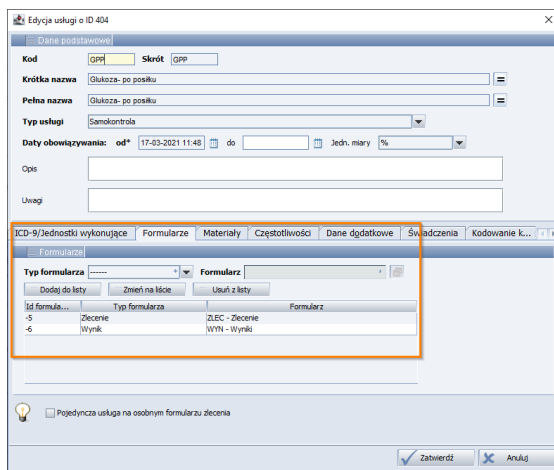 Edycja usługi o ID 404
Dane podstawowe
Kod GPP Skrót GPP
Krótka nazwa Glukoza- po posiłku
Pełna nazwa Glukoza- po posiłku
Typ usługi Samokontrola
Daty obowiązywania: od* 17-03-2021 11:48 do Jedn. miary %
Opis
Uwagi
ICD-9/Jednostki wykonujące Formularze Materiały Częstotliwości Dane dodatkowe Świadczenia Kodowanie k...
Formularze
Typ formularza ------ * Formularz *
Dodaj do listy Zmień na liście Usuń z listy
Id formula... Typ formularza Formularz
-5 Zlecenie ZLEC - Zlecenie
-6 Wynik WYN - Wyniki
Pojedyncza usługa na osobnym formularzu zlecenia
Zatwierdź Anuluj